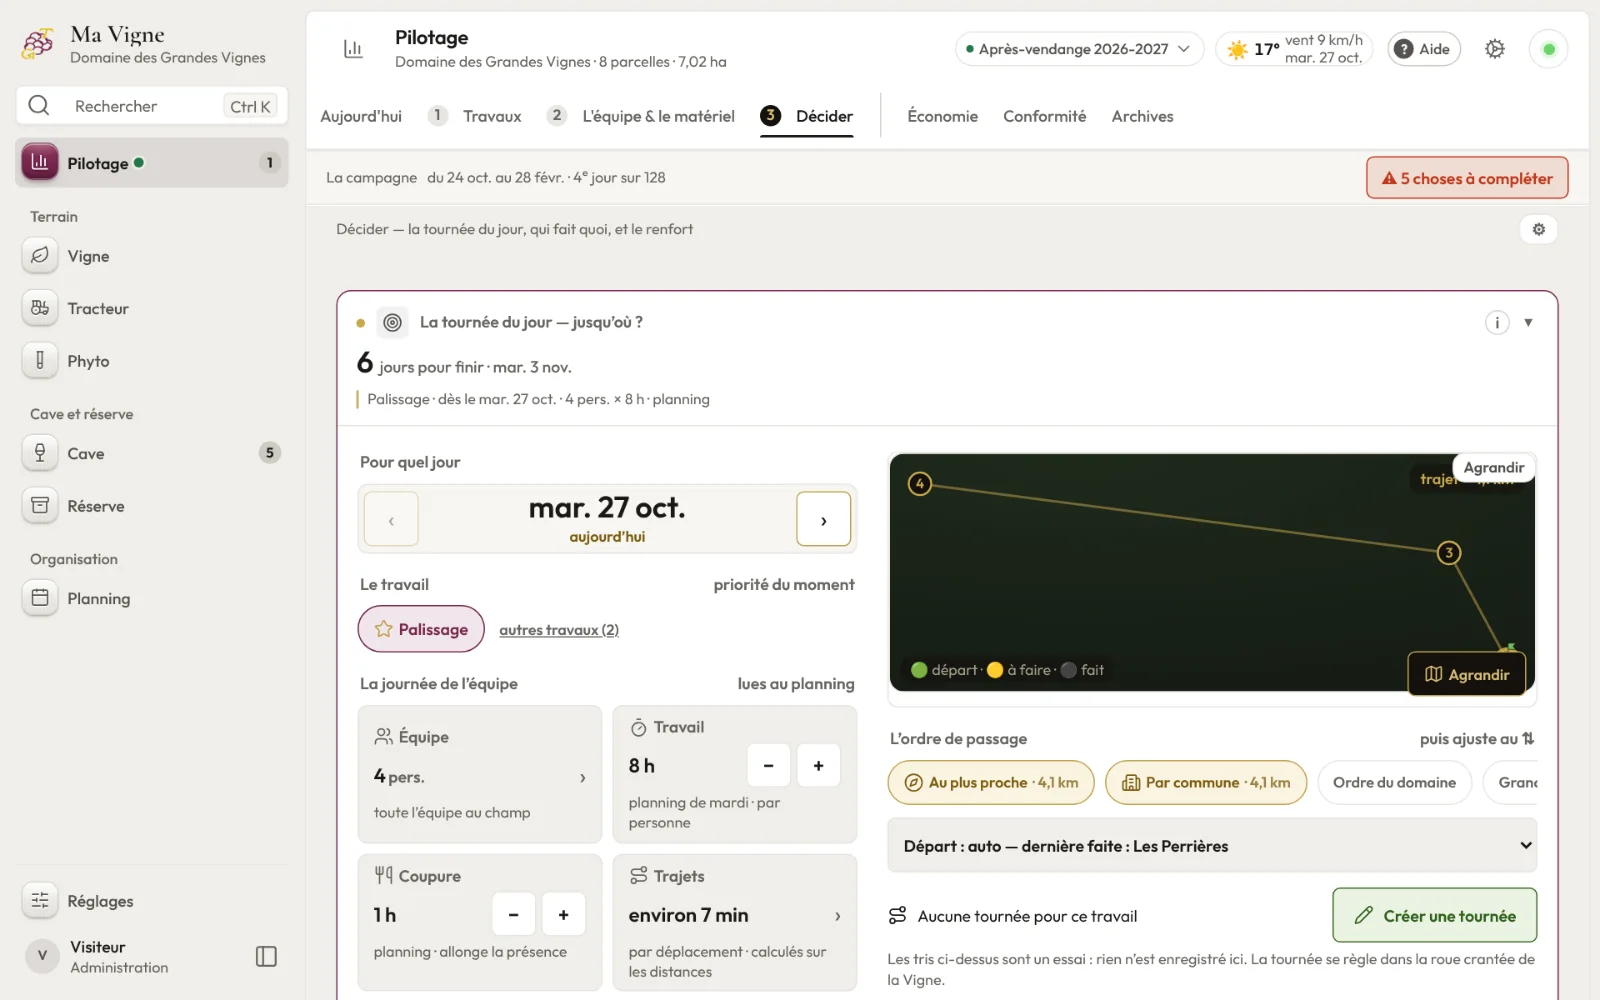 Ma Vigne
Domaine des Grandes Vignes
Rechercher
Ctrl K
Pilotage
1
Terrain
Vigne
Tracteur
Phyto
Cave et réserve
Cave
5
Réserve
Organisation
Planning
Réglages
V
Visiteur
Administration
Pilotage
Domaine des Grandes Vignes · 8 parcelles · 7,02 ha
Après-vendange 2026-2027
17°
vent 9 km/h
mar. 27 oct.
? Aide
Aujourd'hui
1 Travaux
2 L'équipe & le matériel
3 Décider
Économie
Conformité
Archives
La campagne du 24 oct. au 28 févr. · 4e jour sur 128
5 choses à compléter
Décider — la tournée du jour, qui fait quoi, et le renfort
La tournée du jour — jusqu'où ?
i
6 jours pour finir · mar. 3 nov.
Palissage · dès le mar. 27 oct. · 4 pers. × 8 h · planning
Pour quel jour
‹
mar. 27 oct.
aujourd'hui
›
Le travail
priorité du moment
Palissage
autres travaux (2)
La journée de l'équipe
lues au planning
Équipe
4 pers.
›
toute l'équipe au champ
Travail
8 h
−
+
planning de mardi · par
personne
Coupure
1 h
−
+
planning · allonge la présence
Trajets
environ 7 min
›
par déplacement · calculés sur
les distances
4
3
trajet
Agrandir
départ · à faire · fait
Agrandir
L'ordre de passage
puis ajuste au ⇅
Au plus proche · 4,1 km
Par commune · 4,1 km
Ordre du domaine
Départ : auto — dernière faite : Les Perrières
Aucune tournée pour ce travail
Créer une tournée
Les tris ci-dessus sont un essai : rien n'est enregistré ici. La tournée se règle dans la roue crantée de
la Vigne.